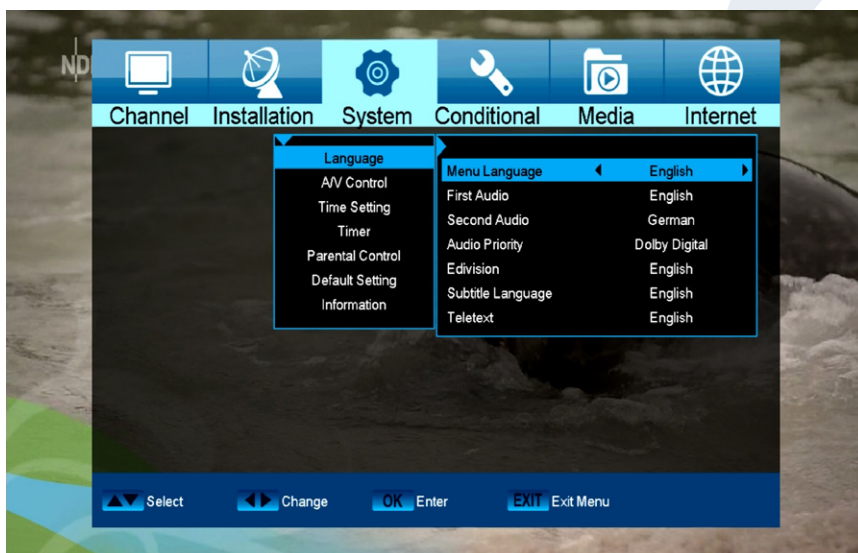 ND
Channel Installation System Conditional Media Internet
Language
A/V Control
Time Setting
Timer
Parental Control
Default Setting
Information
Menu Language English
First Audio English
Second Audio German
Audio Priority Dolby Digital
Edivision English
Subtitle Language English
Teletext English
Select Change OK Enter EXIT Exit Menu